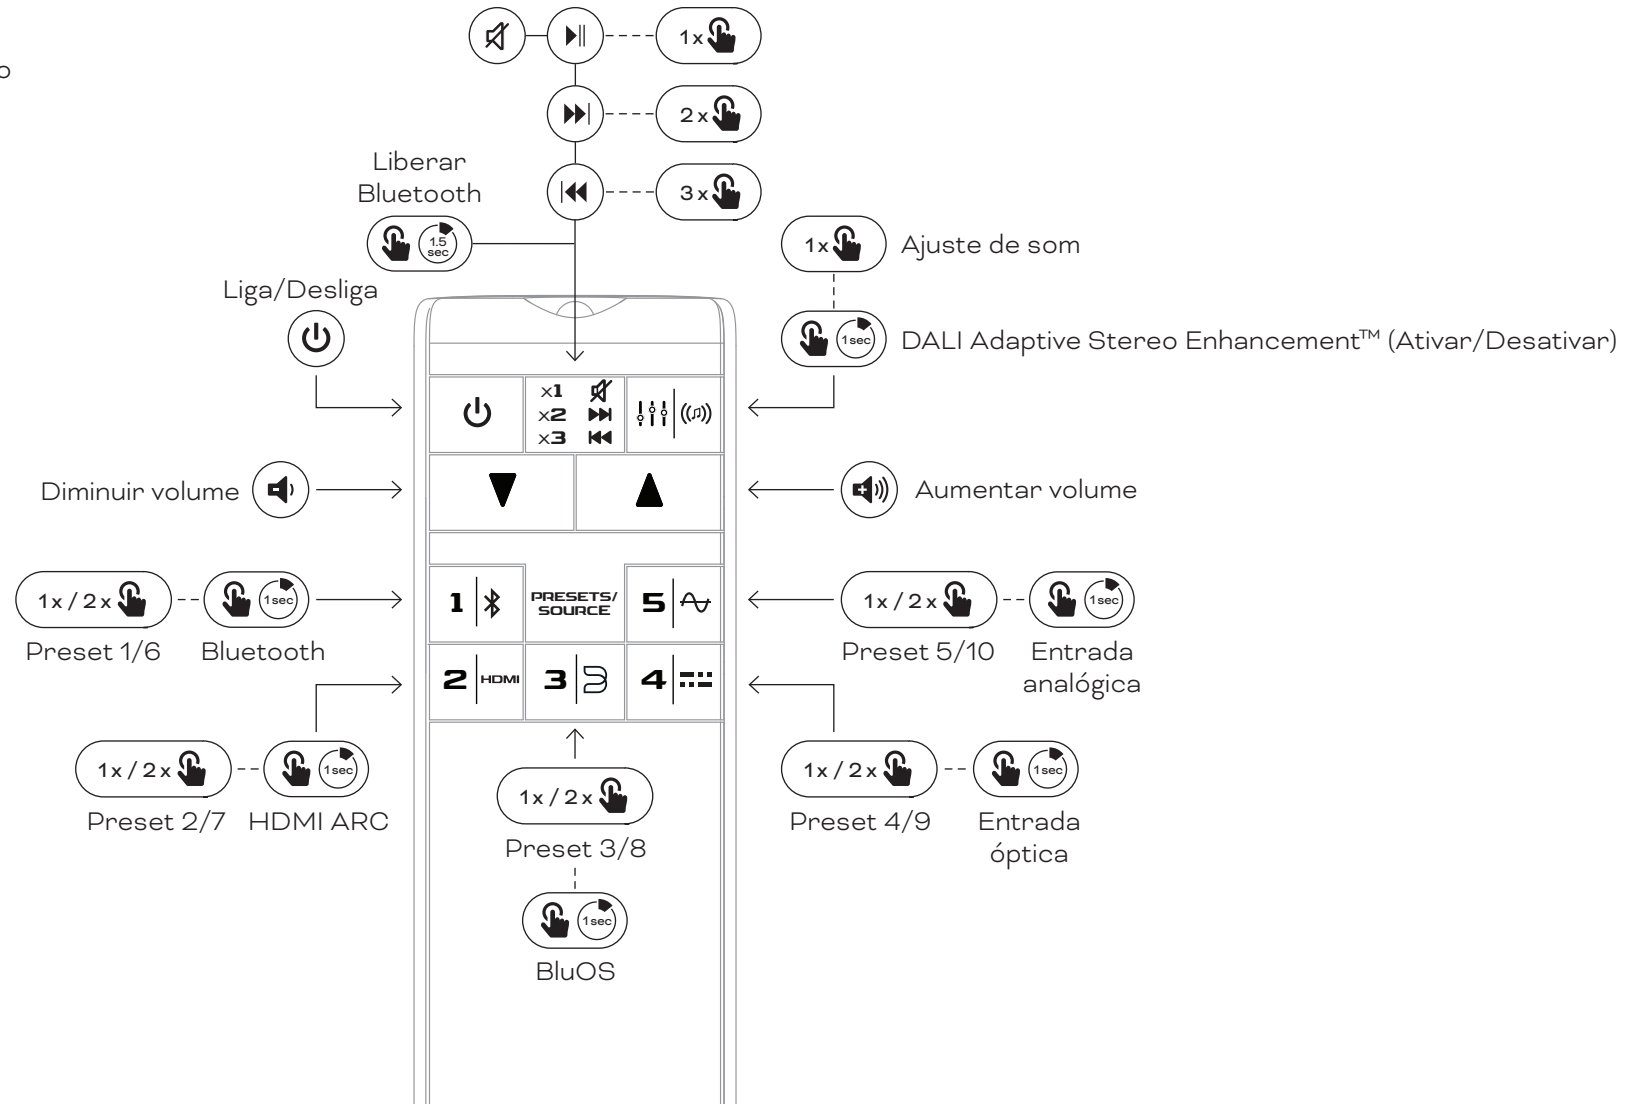 1x
o
2x
Liberar
Bluetooth
3x
1.5
sec
1x
Ajuste de som
Liga/Desliga
1sec
DALI Adaptive Stereo Enhancement™ (Ativar/Desativar)
x1
x2
x3
Diminuir volume
Aumentar volume
1x / 2x
1sec
1
PRESETS/
SOURCE
5
1x / 2x
1sec
Preset 1/6
Bluetooth
Preset 5/10
Entrada
analógica
2
HDMI
3
4
1x / 2x
1sec
1x / 2x
1x / 2x
1sec
Preset 2/7
HDMI ARC
Preset 3/8
Preset 4/9
Entrada
óptica
1sec
BluOS